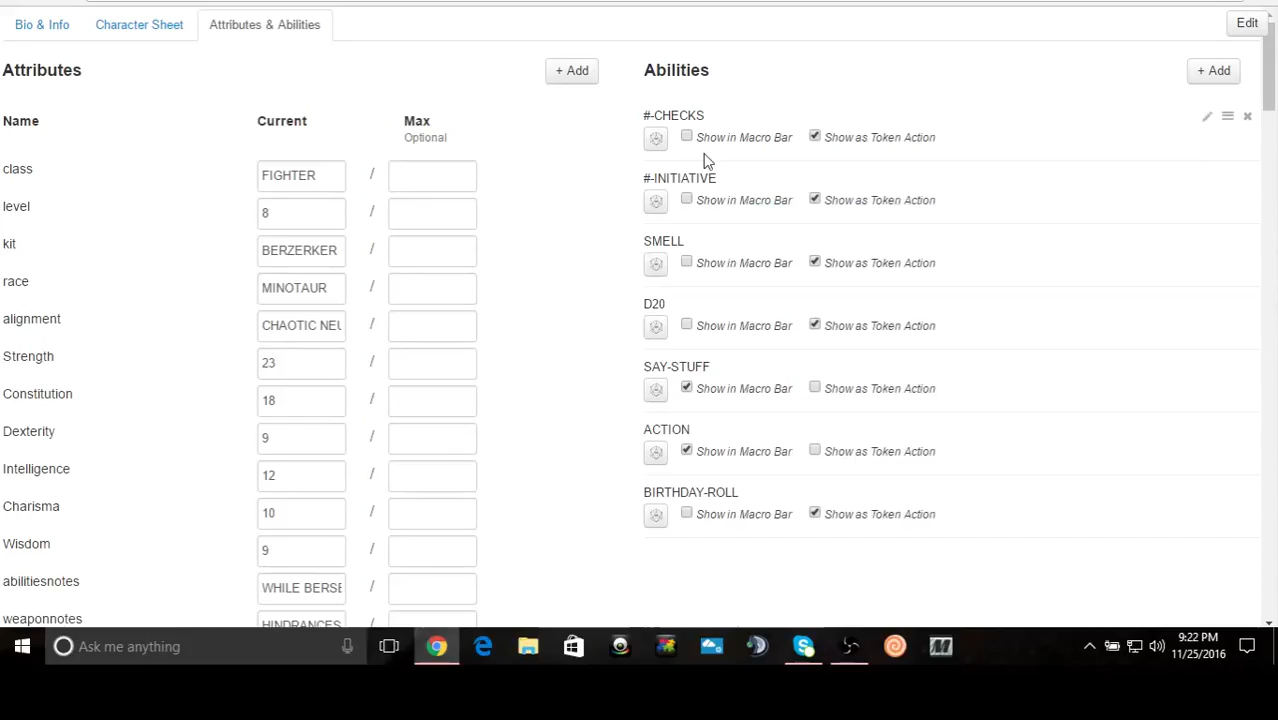 Bio & Info Character Sheet Attributes & Abilities Edit
Attributes + Add
Name Current Max
Optional
class FIGHTER /
level 8 /
kit BERZERKER /
race MINOTAUR /
alignment CHAOTIC NEU /
Strength 23 /
Constitution 18 /
Dexterity 9 /
Intelligence 12 /
Charisma 10 /
Wisdom 9 /
abilitiesnotes WHILE BERSE /
weaponnotes HINDRANCES
Abilities + Add
#-CHECKS
Show in Macro Bar Show as Token Action
#-INITIATIVE
Show in Macro Bar Show as Token Action
SMELL
Show in Macro Bar Show as Token Action
D20
Show in Macro Bar Show as Token Action
SAY-STUFF
Show in Macro Bar Show as Token Action
ACTION
Show in Macro Bar Show as Token Action
BIRTHDAY-ROLL
Show in Macro Bar Show as Token Action
Ask me anything
9:22 PM
11/25/2016